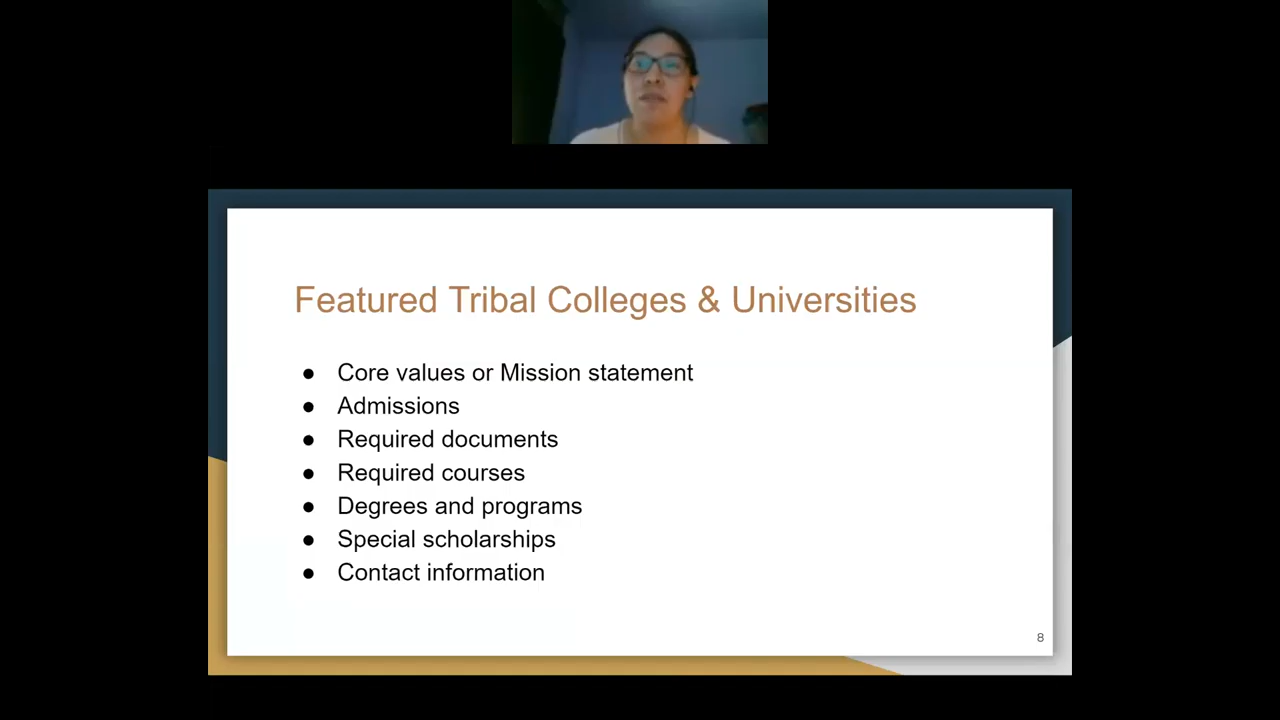 Featured Tribal Colleges & Universities
● Core values or Mission statement
● Admissions
● Required documents
● Required courses
● Degrees and programs
● Special scholarships
● Contact information
8